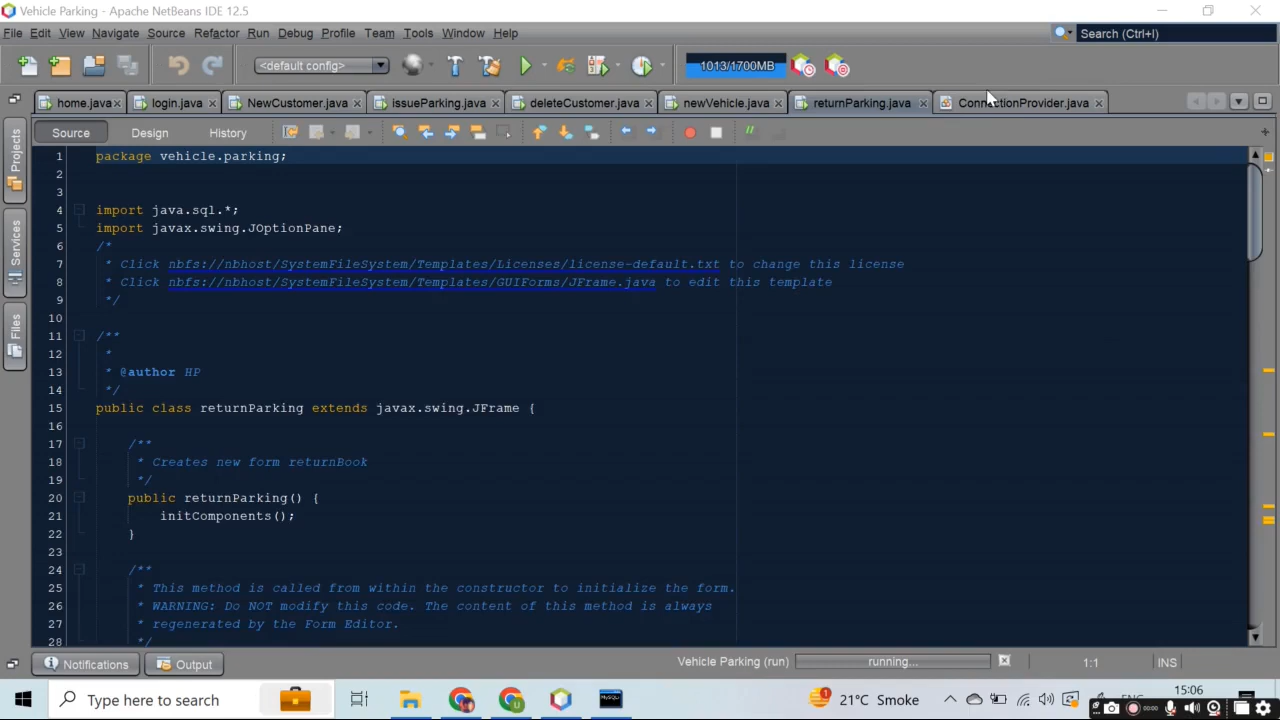 Vehicle Parking - Apache NetBeans IDE 12.5
File Edit View Navigate Source Refactor Run Debug Profile Team Tools Window Help
Search (Ctrl+I)
<default config>
1013/1700MB
home.java login.java NewCustomer.java issueParking.java deleteCustomer.java newVehicle.java returnParking.java ConnectionProvider.java
Source Design History
Projects
Services
Files
1 package vehicle.parking;
2
3
4 import java.sql.*;
5 import javax.swing.JOptionPane;
6 /*
7 * Click nbfs://nbhost/SystemFileSystem/Templates/Licenses/license-default.txt to change this license
8 * Click nbfs://nbhost/SystemFileSystem/Templates/GUIForms/JFrame.java to edit this template
9 */
10
11 /**
12 *
13 * @author HP
14 */
15 public class returnParking extends javax.swing.JFrame {
16
17 /**
18 * Creates new form returnBook
19 */
20 public returnParking() {
21 initComponents();
22 }
23
24 /**
25 * This method is called from within the constructor to initialize the form.
26 * WARNING: Do NOT modify this code. The content of this method is always
27 * regenerated by the Form Editor.
28 */
Notifications Output
Vehicle Parking (run) running...
1:1 INS
Type here to search
MySQL
1
21°C Smoke
ENG
15:06
00:00